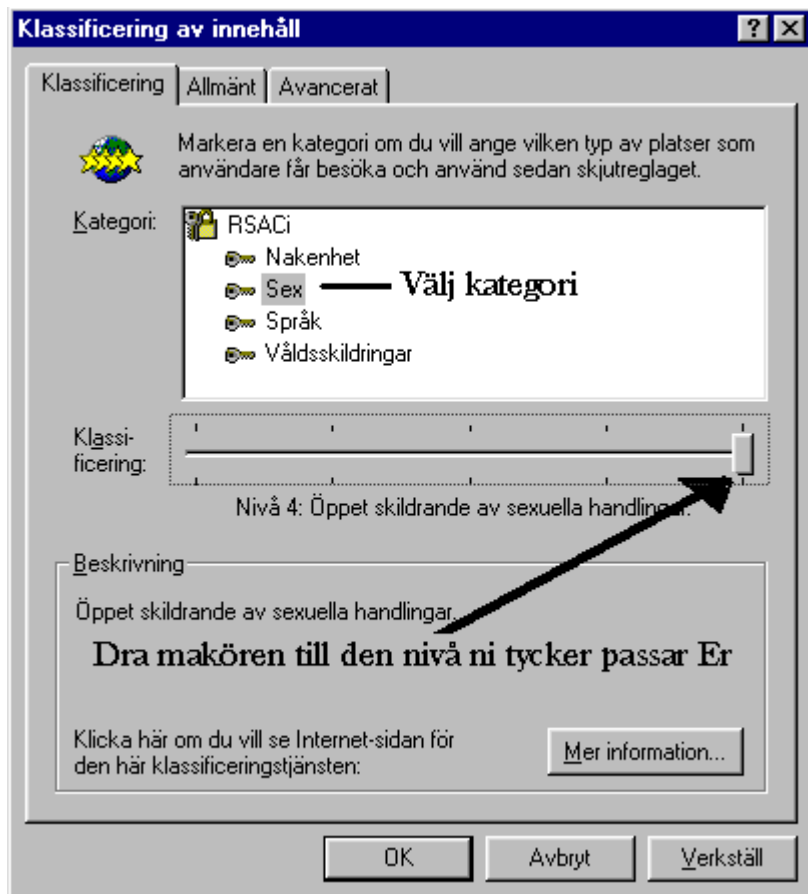 Klassificering av innehåll
Klassificering Allmänt Avancerat
Markera en kategori om du vill ange vilken typ av platser som
användare får besöka och använd sedan skjutreglaget.
Kategori:
RSACi
Nakenhet
Sex Välj kategori
Språk
Våldsskildringar
Klassi-
ficering:
Nivå 4: Öppet skildrande av sexuella handlingar.
Beskrivning
Öppet skildrande av sexuella handlingar.
Dra makören till den nivå ni tycker passar Er
Klicka här om du vill se Internet-sidan för
den här klassificeringstjänsten:
Mer information...
OK Avbryt Verkställ